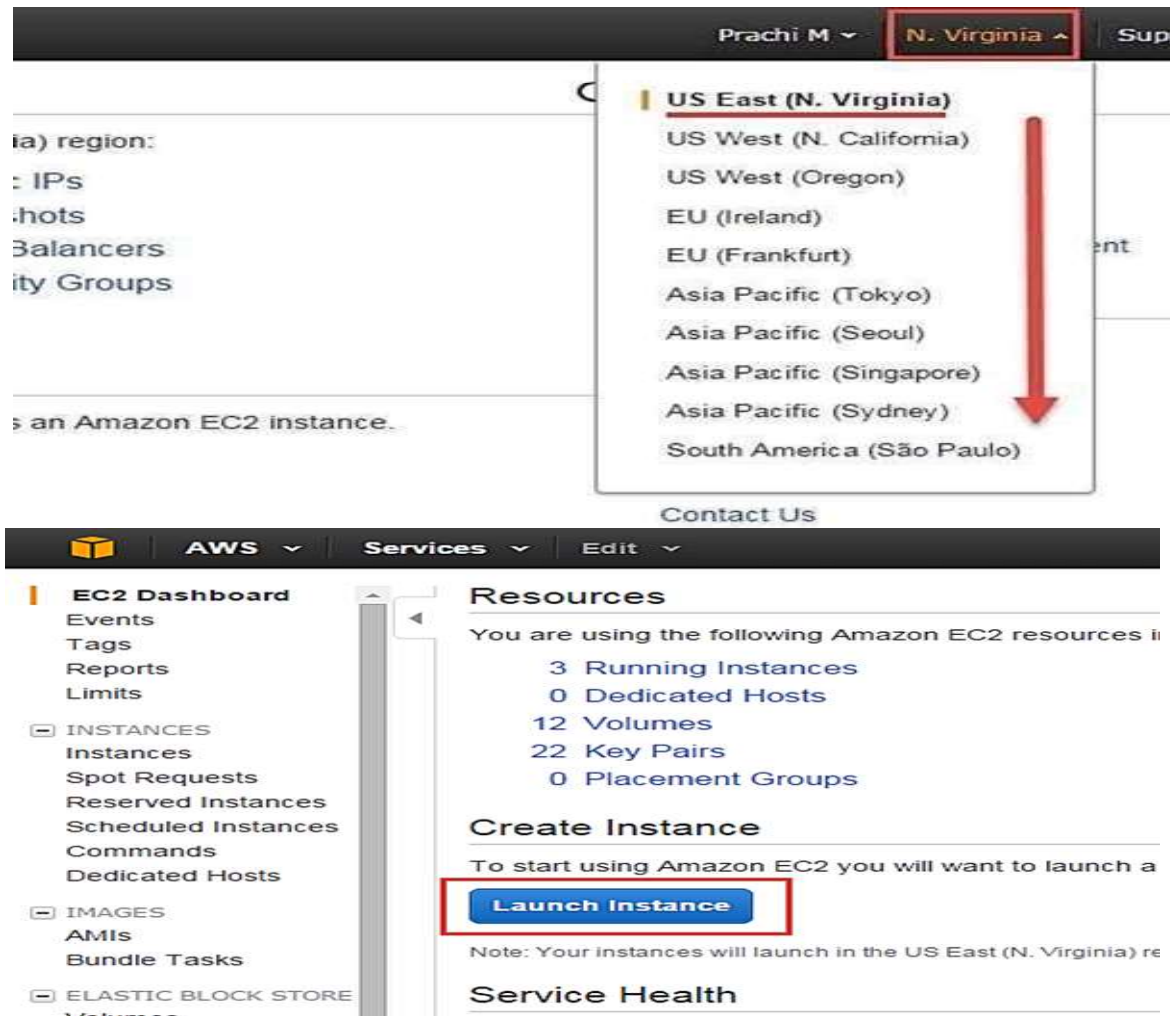 Prachi M N. Virginia Sup
US East (N. Virginia)
US West (N. California)
US West (Oregon)
EU (Ireland)
EU (Frankfurt)
Asia Pacific (Tokyo)
Asia Pacific (Seoul)
Asia Pacific (Singapore)
Asia Pacific (Sydney)
South America (São Paulo)
ia) region:
IPs
hots
Balancers
ity Groups
ent
s an Amazon EC2 instance.
Contact Us
AWS Services Edit
EC2 Dashboard
Events
Tags
Reports
Limits
INSTANCES
Instances
Spot Requests
Reserved Instances
Scheduled Instances
Commands
Dedicated Hosts
IMAGES
AMIs
Bundle Tasks
ELASTIC BLOCK STORE
Resources
You are using the following Amazon EC2 resources i
3 Running Instances
0 Dedicated Hosts
12 Volumes
22 Key Pairs
0 Placement Groups
Create Instance
To start using Amazon EC2 you will want to launch a
Launch Instance
Note: Your instances will launch in the US East (N. Virginia) re
Service Health